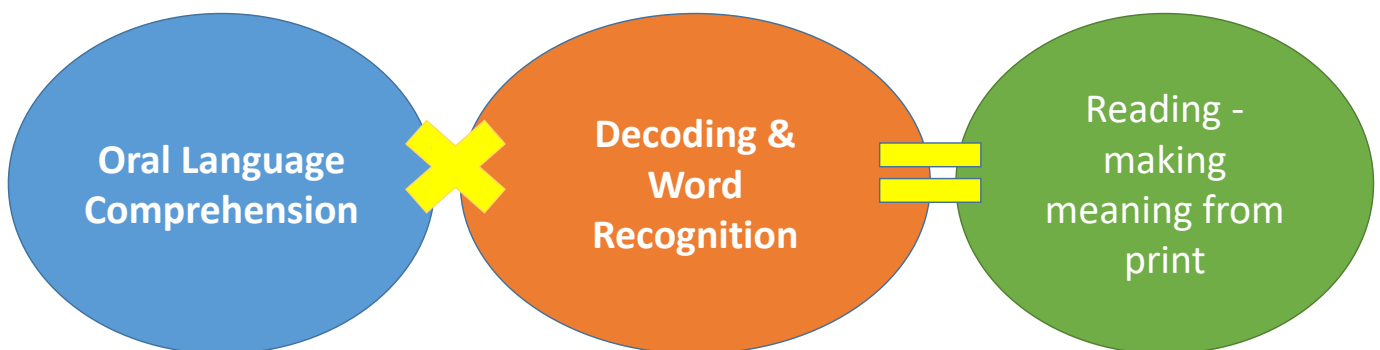 Oral Language
Comprehension
Decoding &
Word
Recognition
Reading -
making
meaning from
print